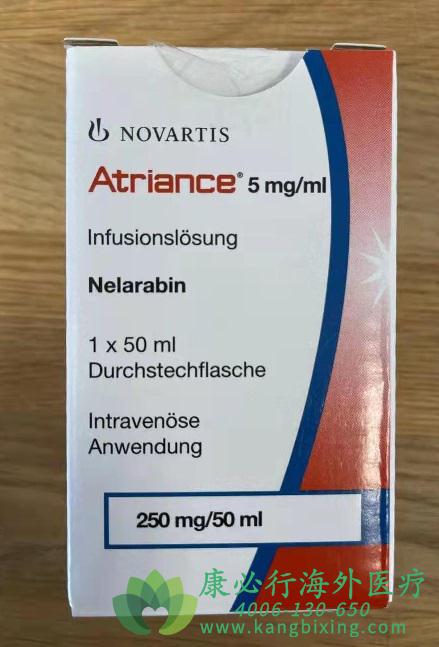 NOVARTIS
Atriance® 5 mg/ml
Infusionslösung
Nelarabin
1 x 50 ml
Durchstechflasche
Intravenöse
Anwendung
250 mg/50 ml
康必行海外医疗
4006-130-650
www.kangbixing.com